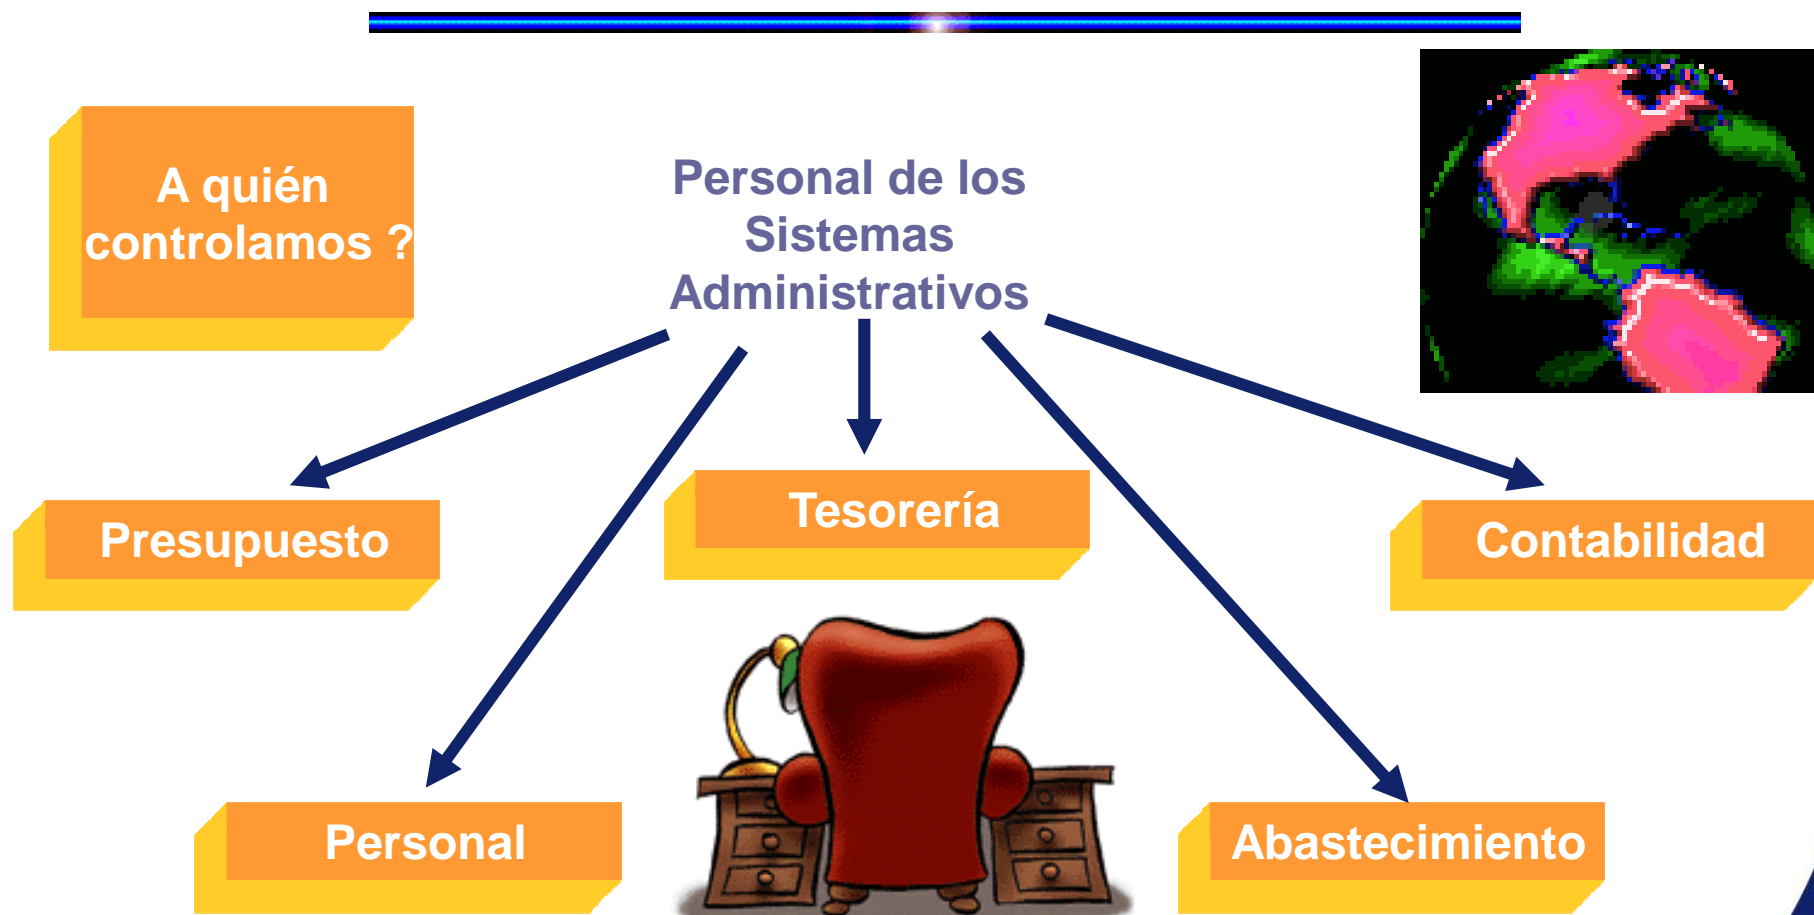 A quién
controlamos ?
Personal de los
Sistemas
Administrativos
Presupuesto
Tesorería
Contabilidad
Personal
Abastecimiento